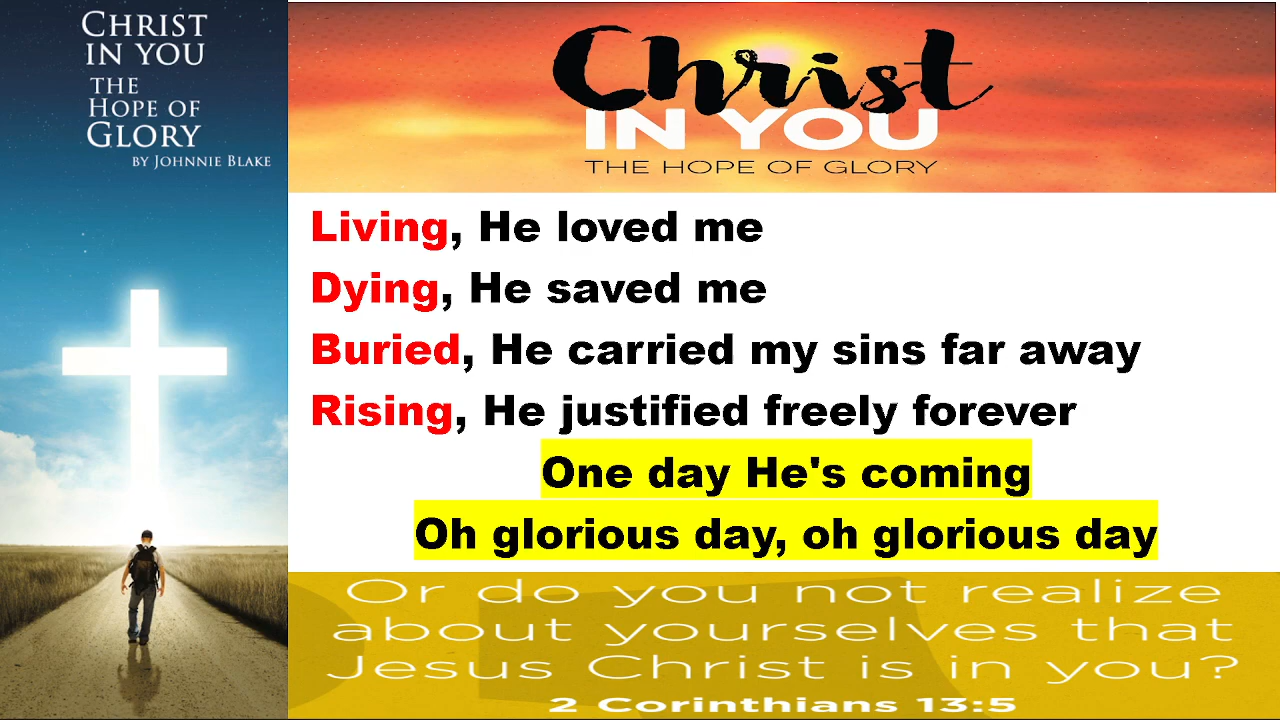 CHRIST
IN YOU
THE
HOPE OF
GLORY
BY JOHNNIE BLAKE
Christ
IN YOU
THE HOPE OF GLORY
Living, He loved me
Dying, He saved me
Buried, He carried my sins far away
Rising, He justified freely forever
One day He's coming
Oh glorious day, oh glorious day
Or do you not realize
about yourselves that
Jesus Christ is in you?
2 Corinthians 13:5